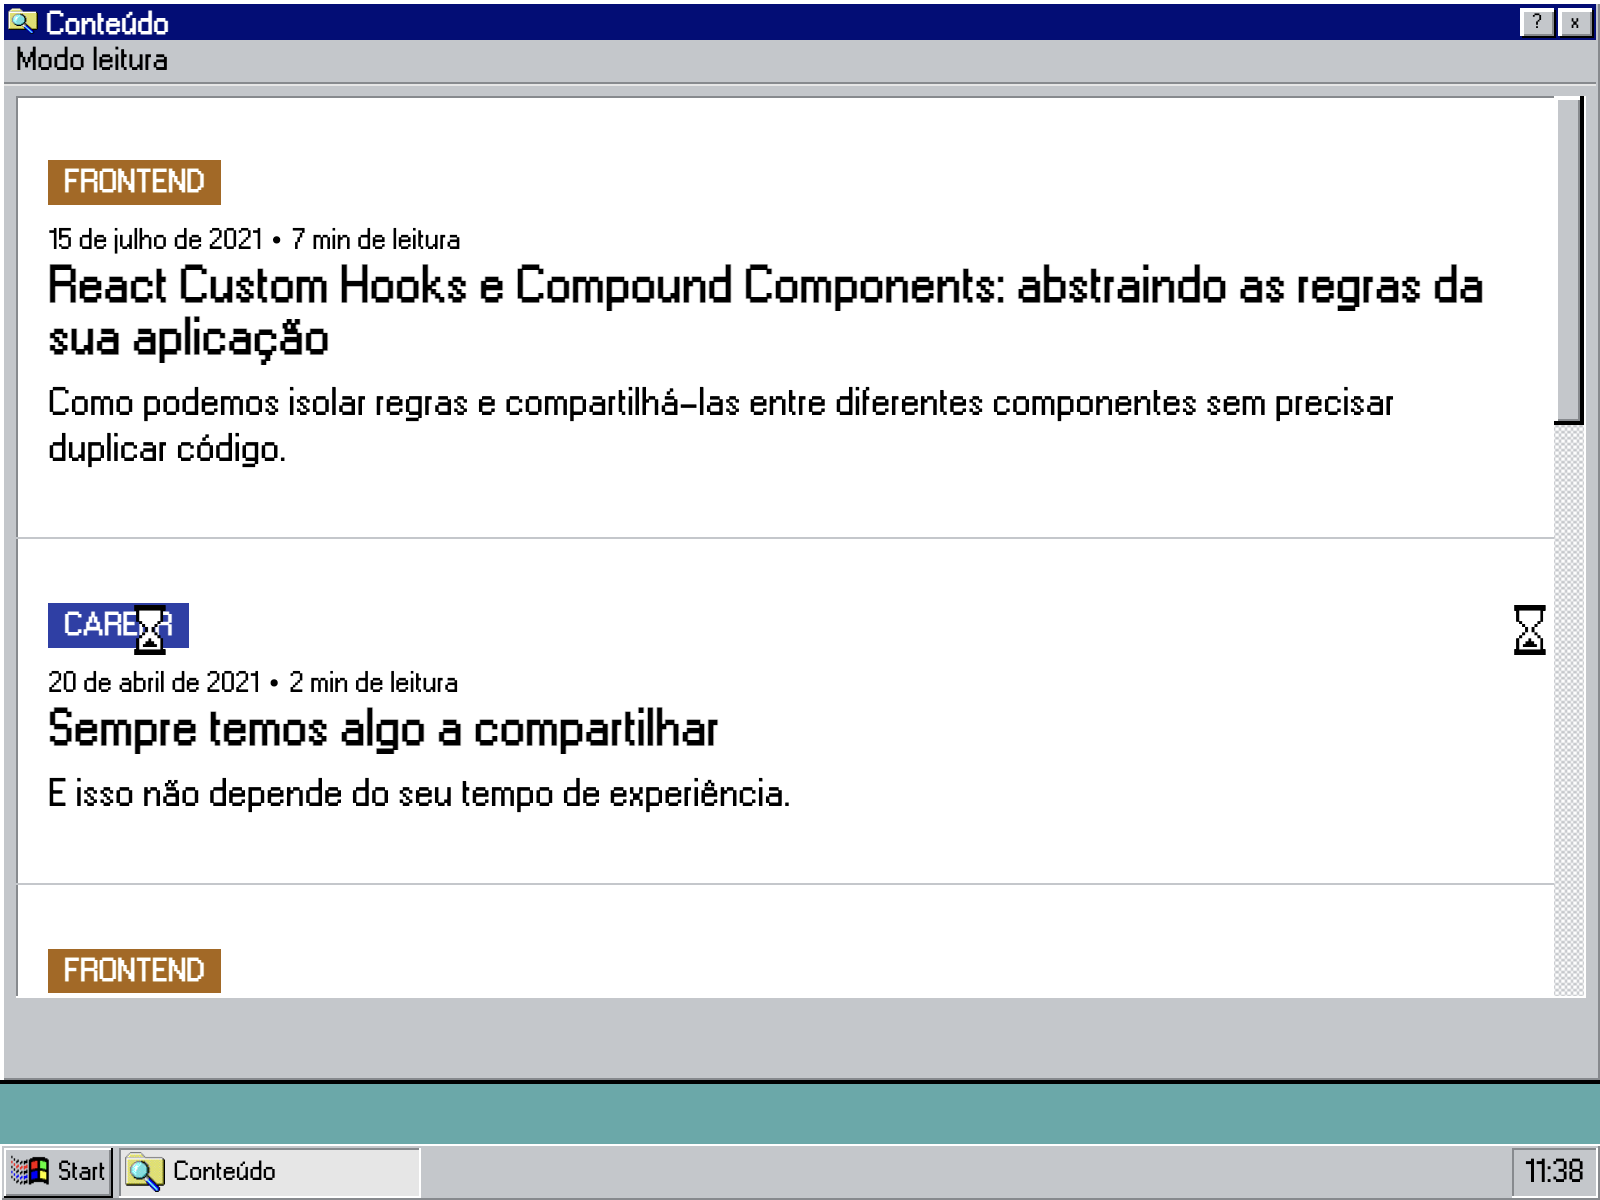 Conteúdo
? x
Modo leitura
FRONTEND
15 de julho de 2021 • 7 min de leitura
React Custom Hooks e Compound Components: abstraindo as regras da
sua aplicação
Como podemos isolar regras e compartilhá-las entre diferentes componentes sem precisar
duplicar código.
CAREER
20 de abril de 2021 • 2 min de leitura
Sempre temos algo a compartilhar
E isso não depende do seu tempo de experiência.
FRONTEND
Start
Conteúdo
11:38